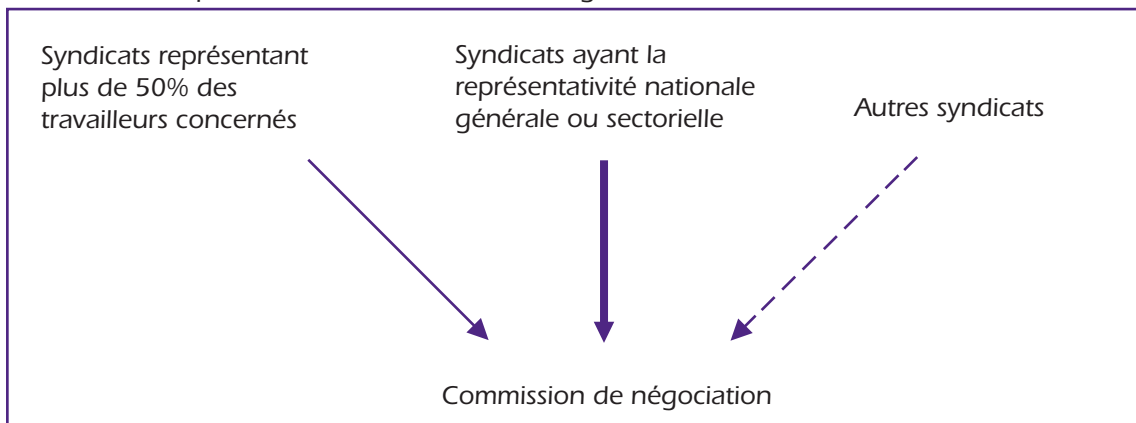 Syndicats représentant
plus de 50% des
travailleurs concernés
Syndicats ayant la
représentativité nationale
générale ou sectorielle
Autres syndicats
Commission de négociation